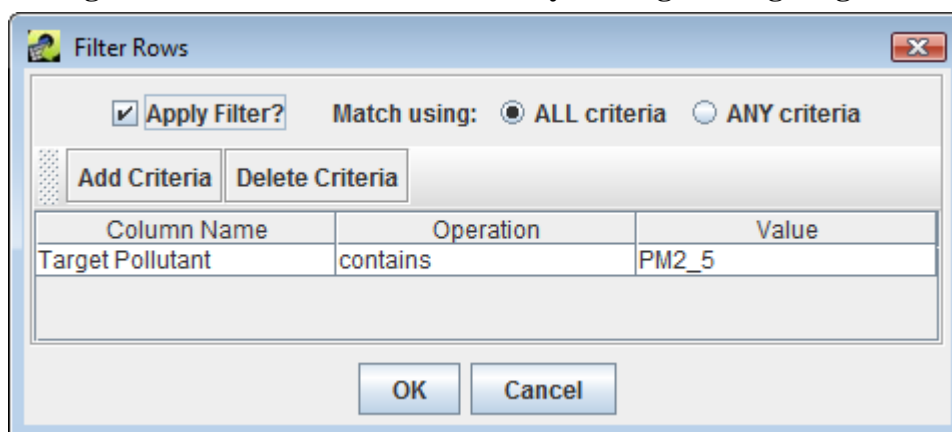 Filter Rows
Apply Filter? Match using: ALL criteria ANY criteria
Add Criteria Delete Criteria
Column Name Operation Value
Target Pollutant contains PM2_5
OK Cancel